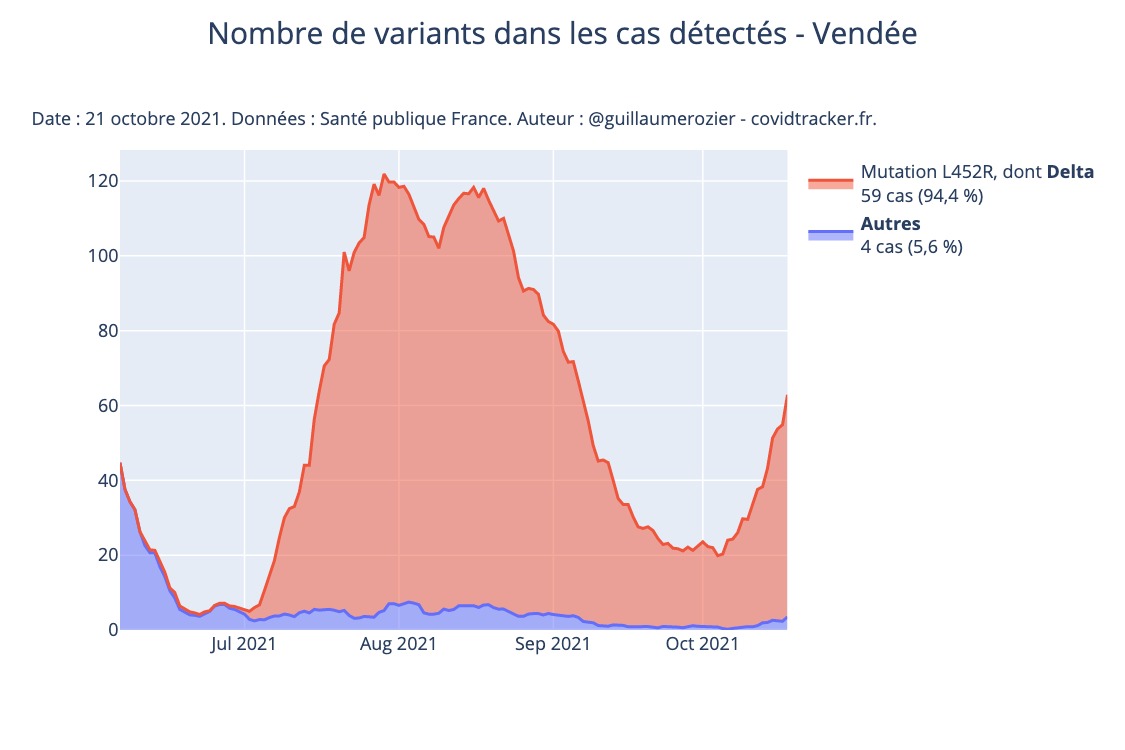 Nombre de variants dans les cas détectés - Vendée
Date : 21 octobre 2021. Données : Santé publique France. Auteur : @guillaumerozier - covidtracker.fr.
Mutation L452R, dont Delta
59 cas (94,4 %)
Autres
4 cas (5,6 %)
120
100
80
60
40
20
0
Jul 2021 Aug 2021 Sep 2021 Oct 2021